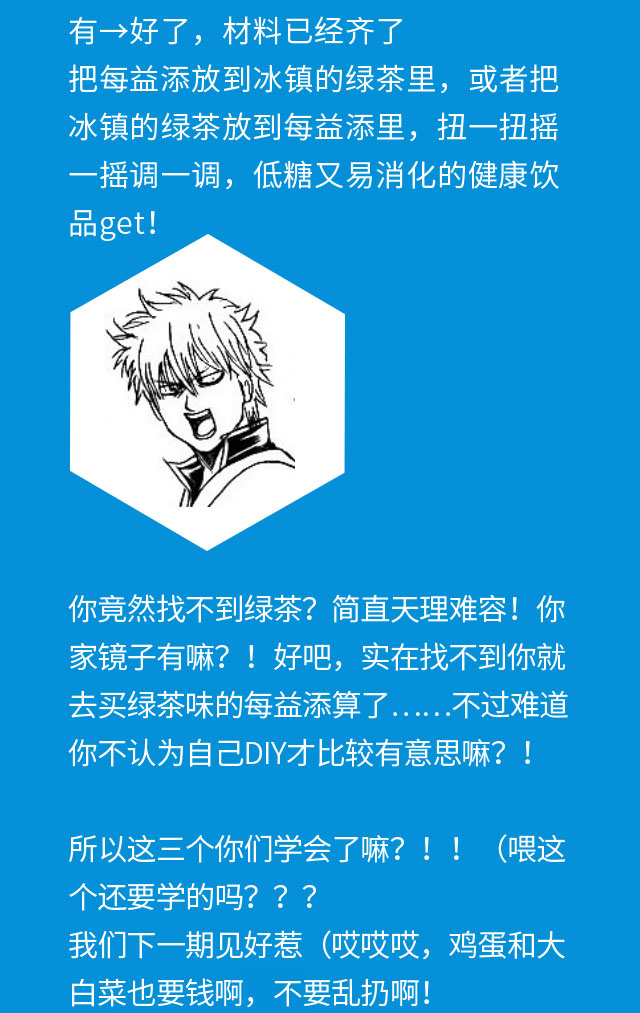 有→好了，材料已经齐了
把每益添放到冰镇的绿茶里，或者把
冰镇的绿茶放到每益添里，扭一扭摇
一摇调一调，低糖又易消化的健康饮
品get！
你竟然找不到绿茶？简直天理难容！你
家镜子有嘛？！好吧，实在找不到你就
去买绿茶味的每益添算了……不过难道
你不认为自己DIY才比较有意思嘛？！
所以这三个你们学会了嘛？！！（喂这
个还要学的吗？？？
我们下一期见好惹（哎哎哎，鸡蛋和大
白菜也要钱啊，不要乱扔啊！